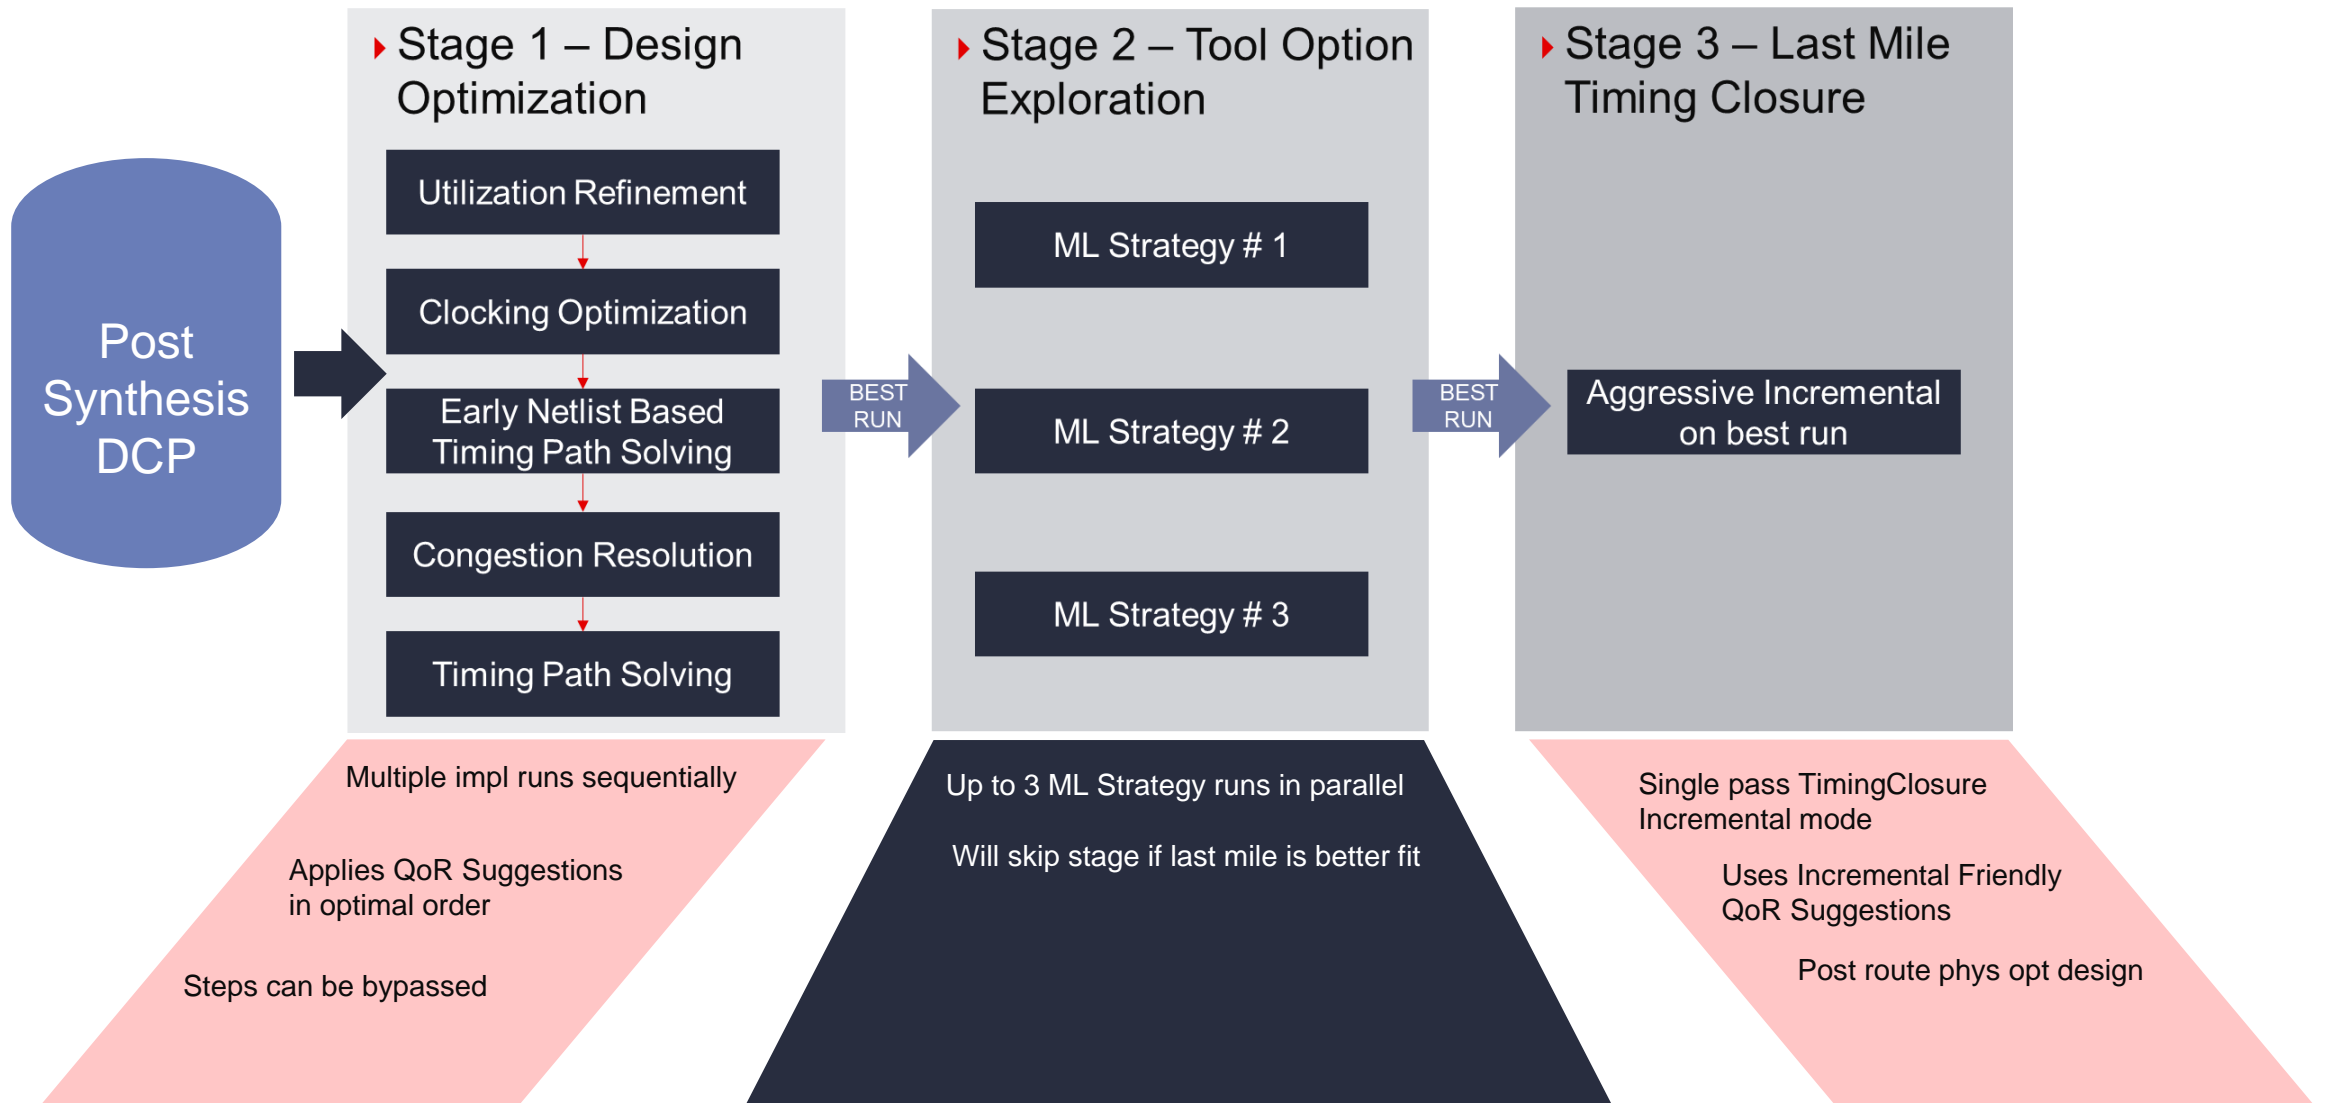 Post
Synthesis
DCP
Stage 1 – Design
Optimization
Utilization Refinement
Clocking Optimization
Early Netlist Based
Timing Path Solving
Congestion Resolution
Timing Path Solving
BEST
RUN
Stage 2 – Tool Option
Exploration
ML Strategy # 1
ML Strategy # 2
ML Strategy # 3
BEST
RUN
Stage 3 – Last Mile
Timing Closure
Aggressive Incremental
on best run
Multiple impl runs sequentially
Applies QoR Suggestions
in optimal order
Steps can be bypassed
Up to 3 ML Strategy runs in parallel
Will skip stage if last mile is better fit
Single pass TimingClosure
Incremental mode
Uses Incremental Friendly
QoR Suggestions
Post route phys opt design